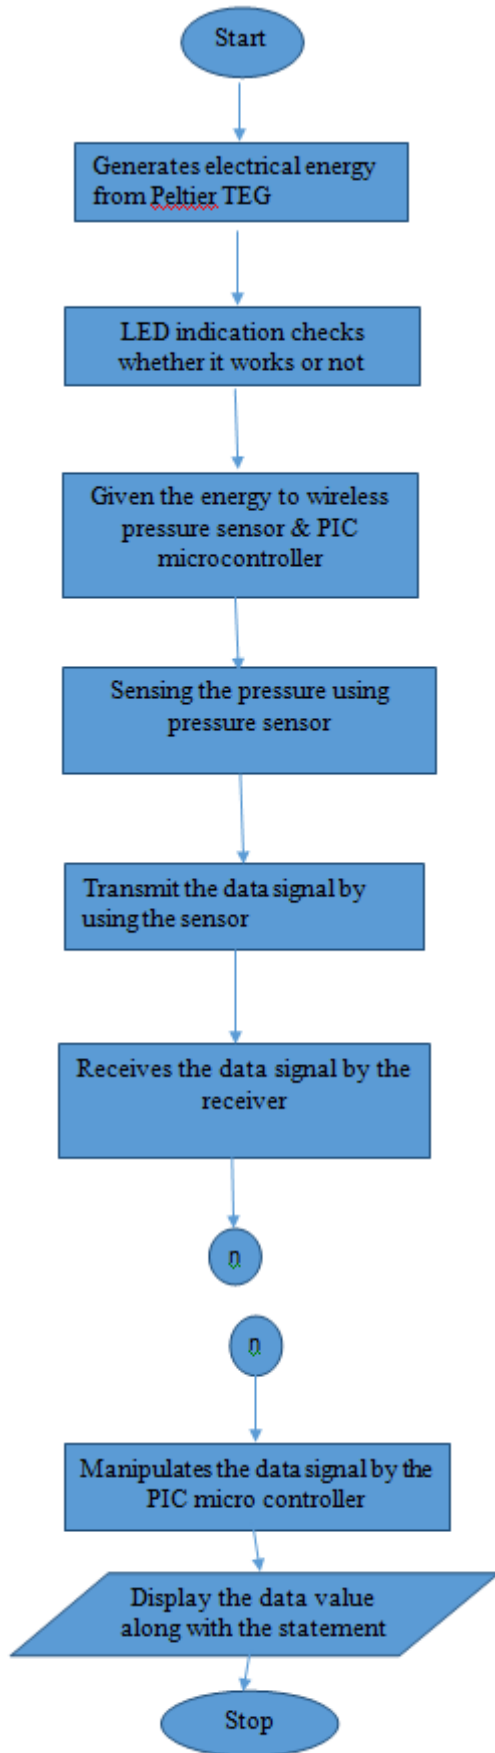 Start
Generates electrical energy
from Peltier TEG
LED indication checks
whether it works or not
Given the energy to wireless
pressure sensor & PIC
microcontroller
Sensing the pressure using
pressure sensor
Transmit the data signal by
using the sensor
Receives the data signal by the
receiver
n
n
Manipulates the data signal by the
PIC micro controller
Display the data value
along with the statement
Stop